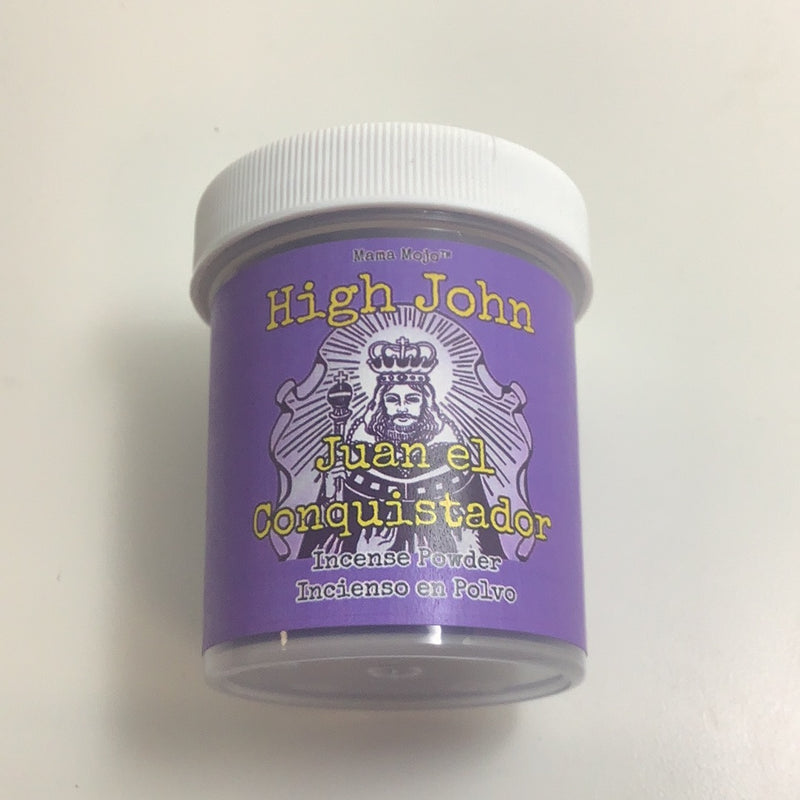 Mama Mojo™
High John
Juan el
Conquistador
Incense Powder
Incienso en Polvo